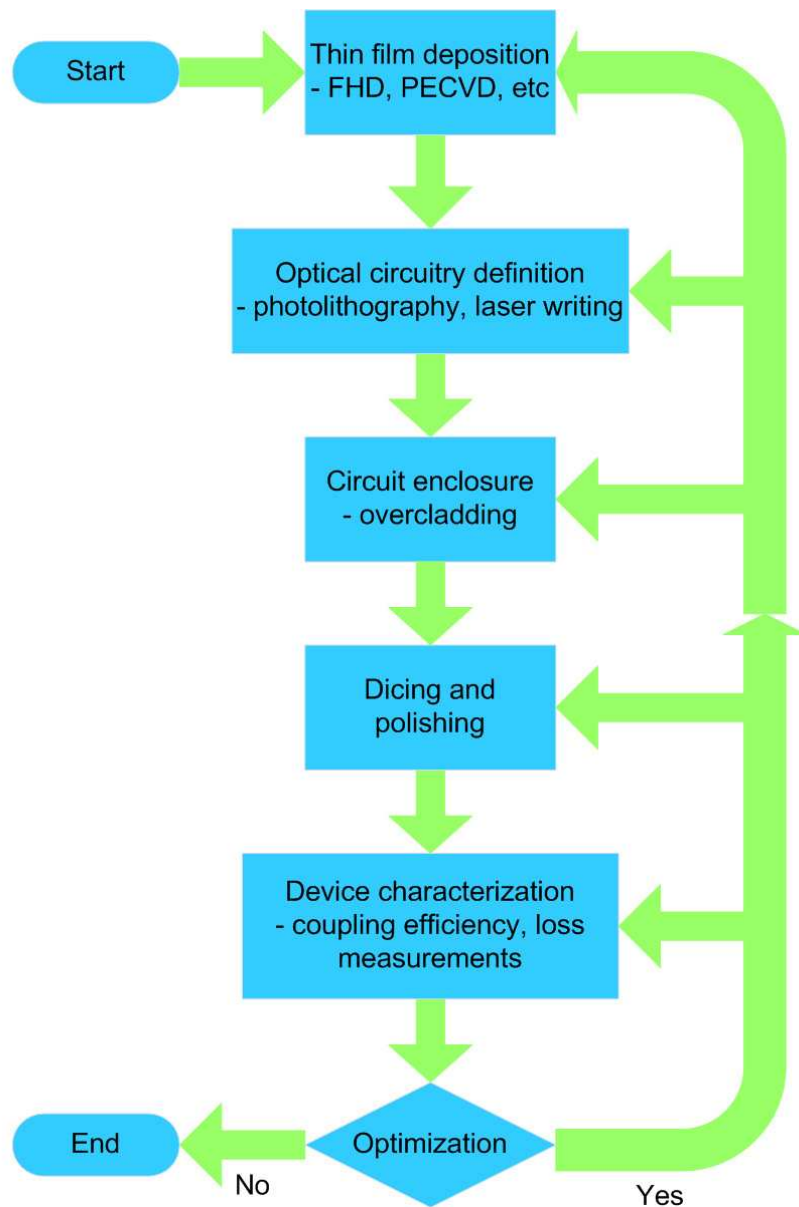 Start
Thin film deposition
- FHD, PECVD, etc
Optical circuitry definition
- photolithography, laser writing
Circuit enclosure
- overcladding
Dicing and
polishing
Device characterization
- coupling efficiency, loss
measurements
Optimization
End
No
Yes